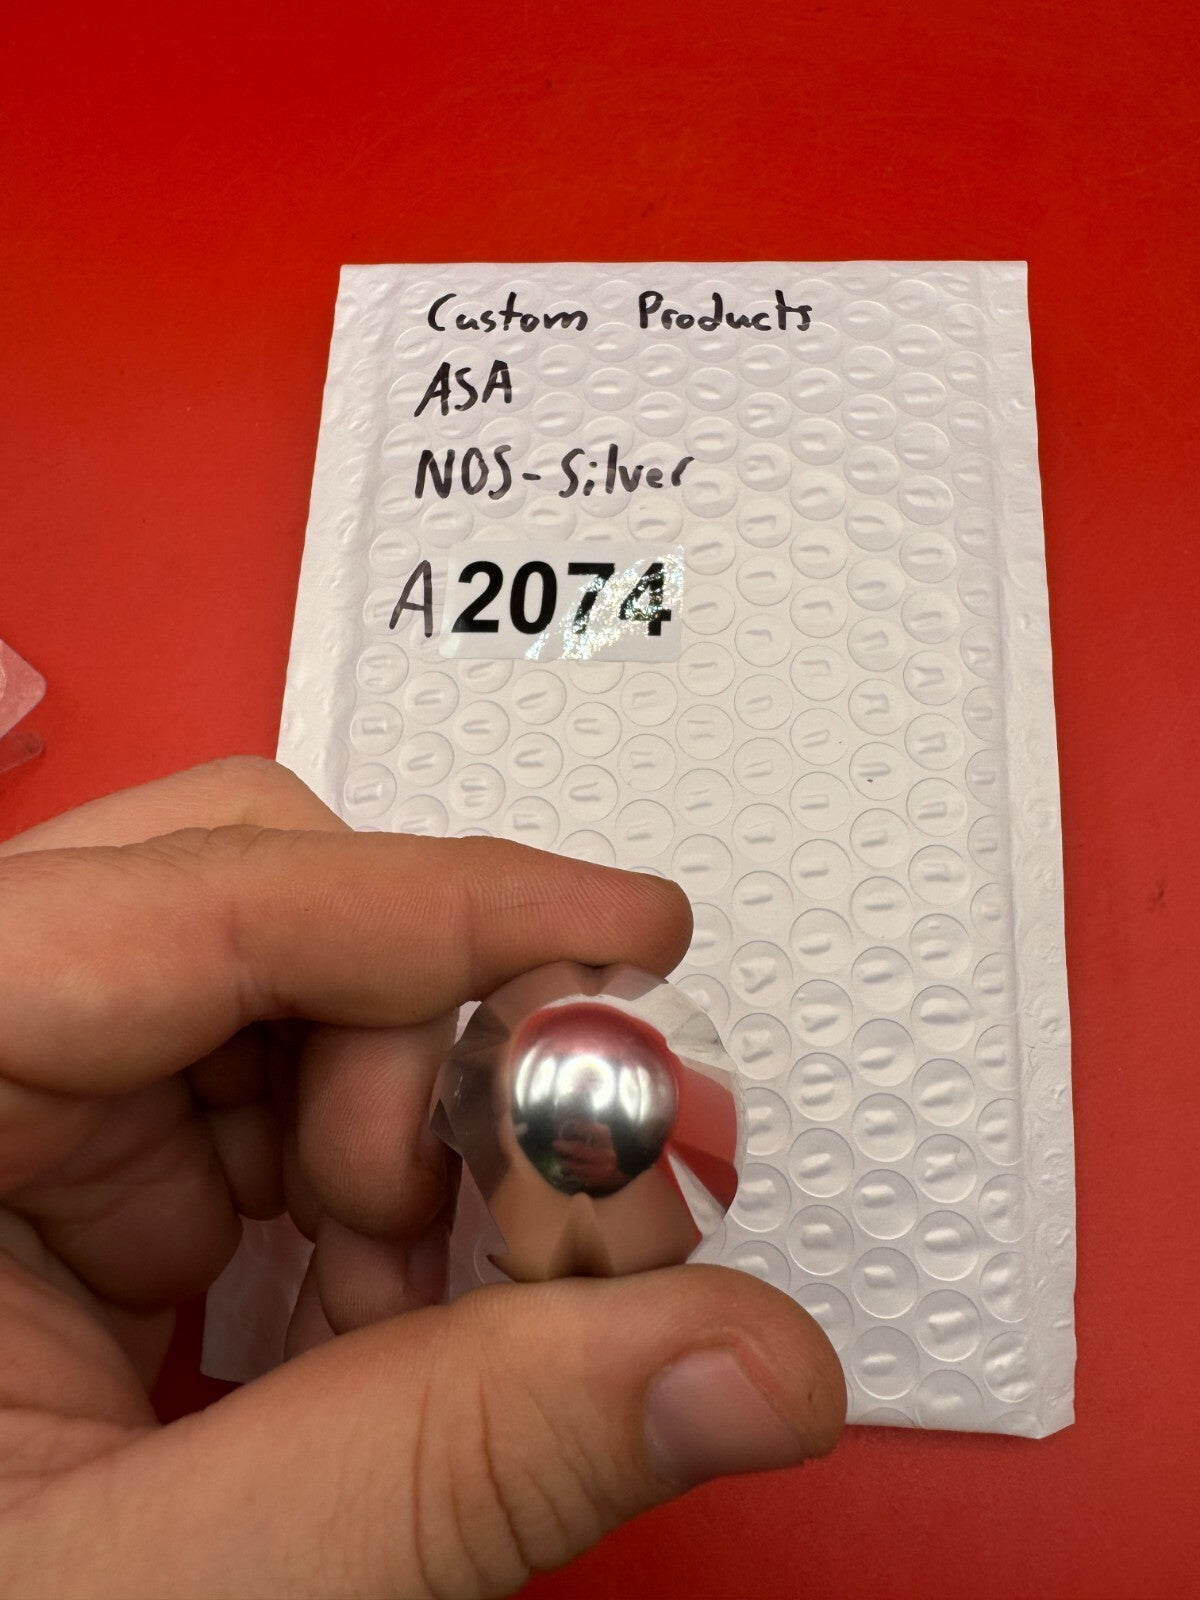 Custom Products
ASA
NOS-Silver
A2074